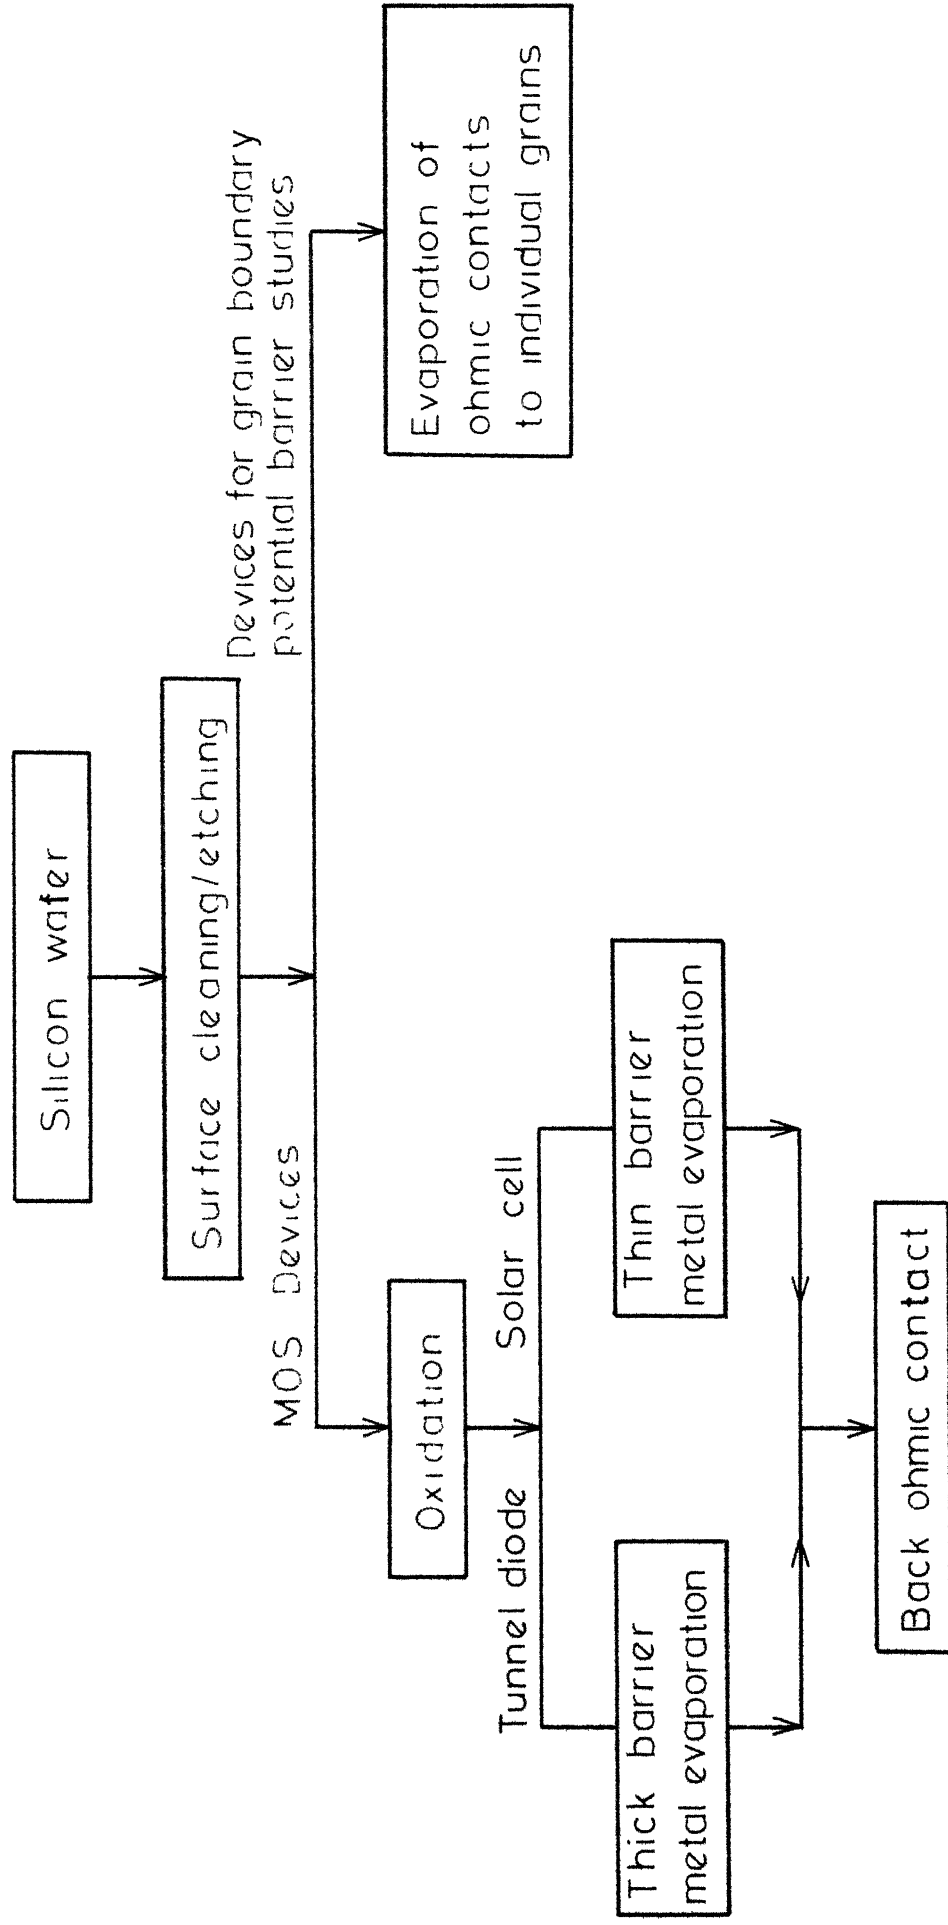 Silicon wafer
Surface cleaning/etching
MOS Devices
Devices for grain boundary
potential barrier studies
Oxidation
Evaporation of
ohmic contacts
to individual grains
Tunnel diode
Solar cell
Thick barrier
metal evaporation
Thin barrier
metal evaporation
Back ohmic contact